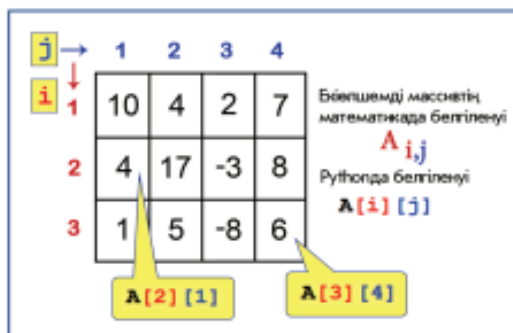 j → 1 2 3 4
i
1 10 4 2 7
2 4 17 -3 8
3 1 5 -8 6
Екіөлшемді массивтің
математикада белгіленуі
A i,j
Pythonда белгіленуі
A[i][j]
A[2][1]
A[3][4]